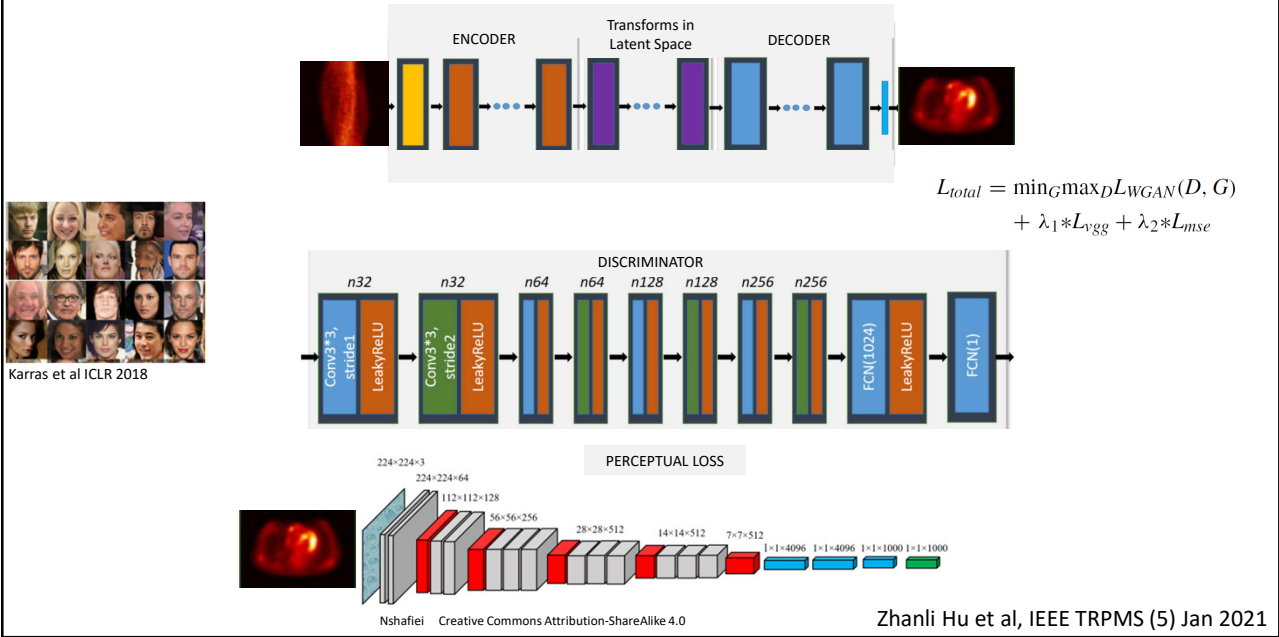 ENCODER
Transforms in
Latent Space
DECODER
L_total = min_G max_D L_WGAN(D, G)
+ λ_1*L_vgg + λ_2*L_mse
Karras et al ICLR 2018
DISCRIMINATOR
n32 n32 n64 n64 n128 n128 n256 n256
Conv3*3,
stride1
LeakyReLU
Conv3*3,
stride2
LeakyReLU
FCN(1024)
LeakyReLU
FCN(1)
PERCEPTUAL LOSS
224×224×3
224×224×64
112×112×128
56×56×256
28×28×512
14×14×512
7×7×512
1×1×4096 1×1×4096 1×1×1000 1×1×1000
Nshafiei Creative Commons Attribution-ShareAlike 4.0
Zhanli Hu et al, IEEE TRPMS (5) Jan 2021